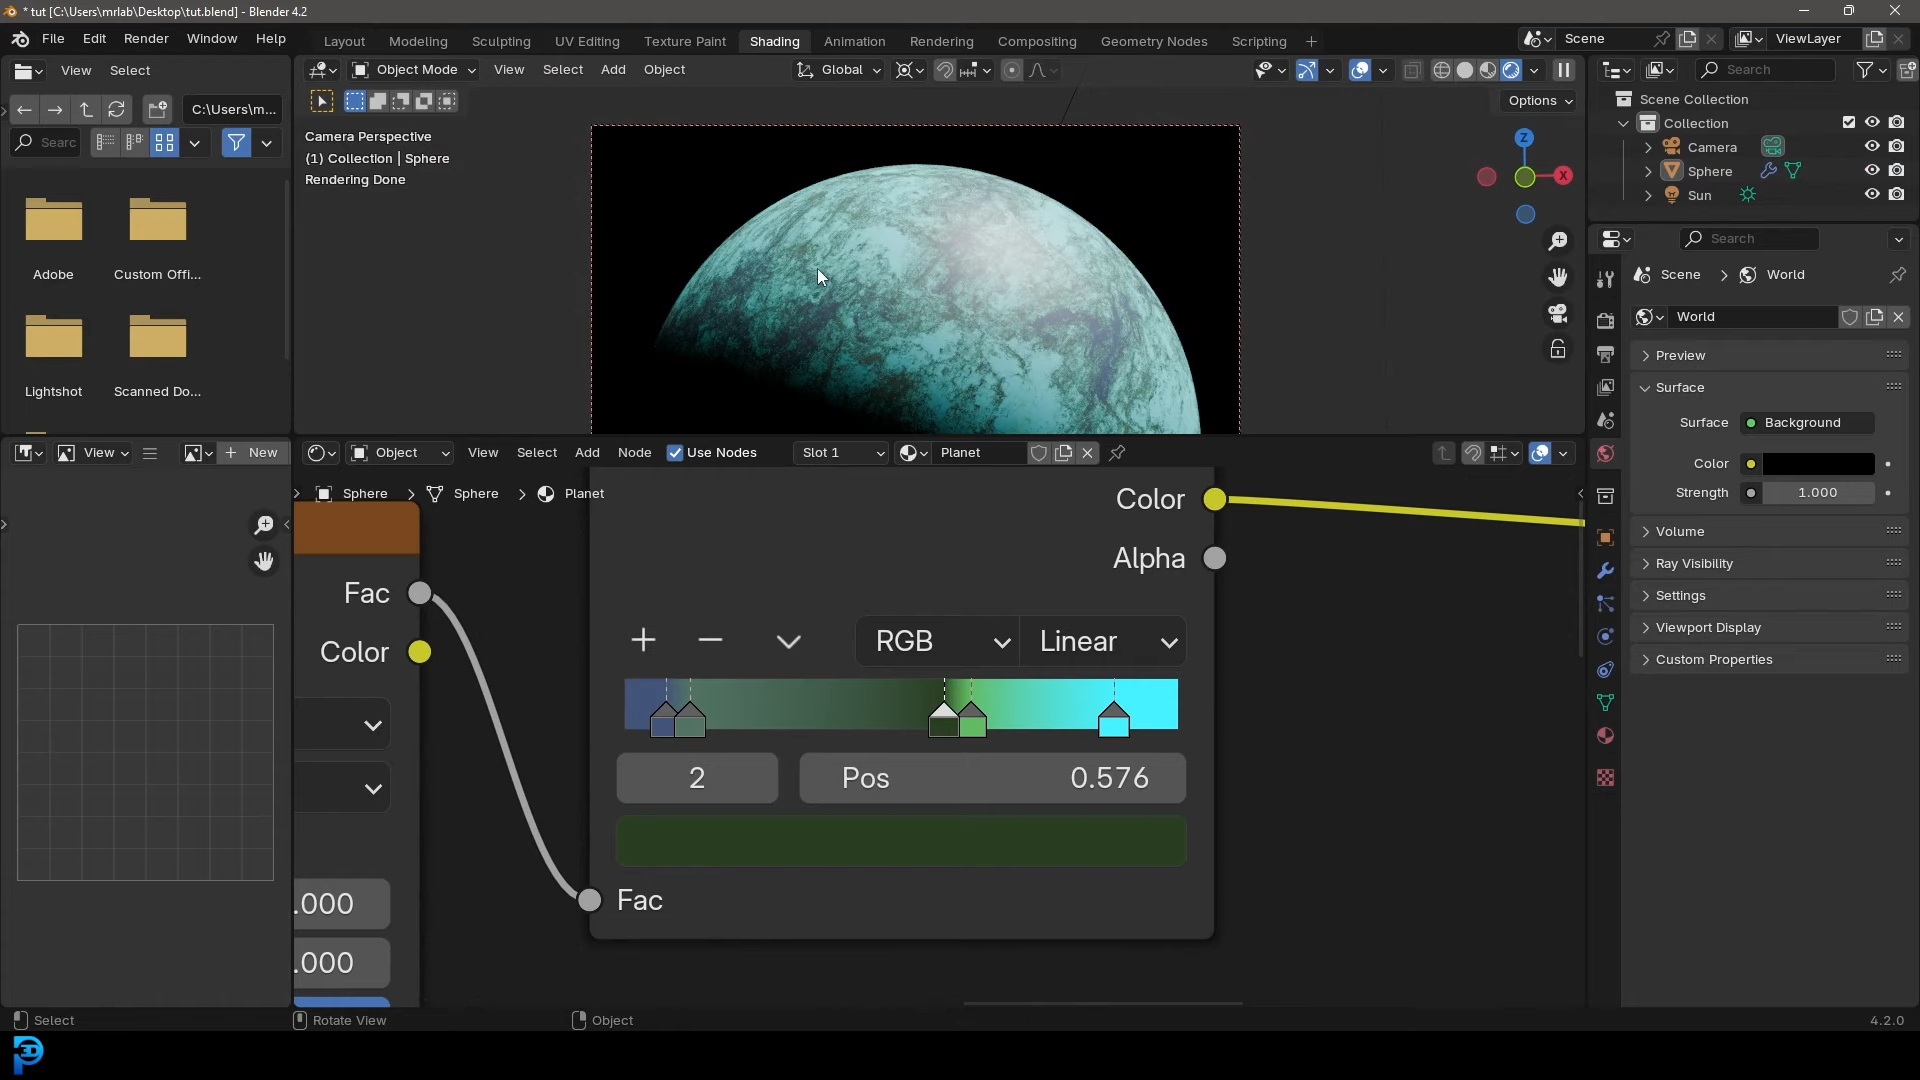 * tut [C:\Users\mrlab\Desktop\tut.blend] - Blender 4.2
File Edit Render Window Help
Layout Modeling Sculpting UV Editing Texture Paint Shading Animation Rendering Compositing Geometry Nodes Scripting +
Scene
ViewLayer
View Select
Object Mode View Select Add Object
Global
Search
C:\Users\m...
Options
Searc
Camera Perspective
(1) Collection | Sphere
Rendering Done
Z
X
Scene Collection
Collection
Camera
Sphere
Sun
Search
Adobe
Custom Offi...
Lightshot
Scanned Do...
Scene > World
World
Preview
Surface
Surface Background
Color
Strength 1.000
Volume
Ray Visibility
Settings
Viewport Display
Custom Properties
View
+ New
Object View Select Add Node Use Nodes Slot 1 Planet
Sphere > Sphere > Planet
Color
Alpha
Fac
Color
RGB Linear
2
Pos 0.576
Fac
.000
.000
Select
Rotate View
Object
4.2.0